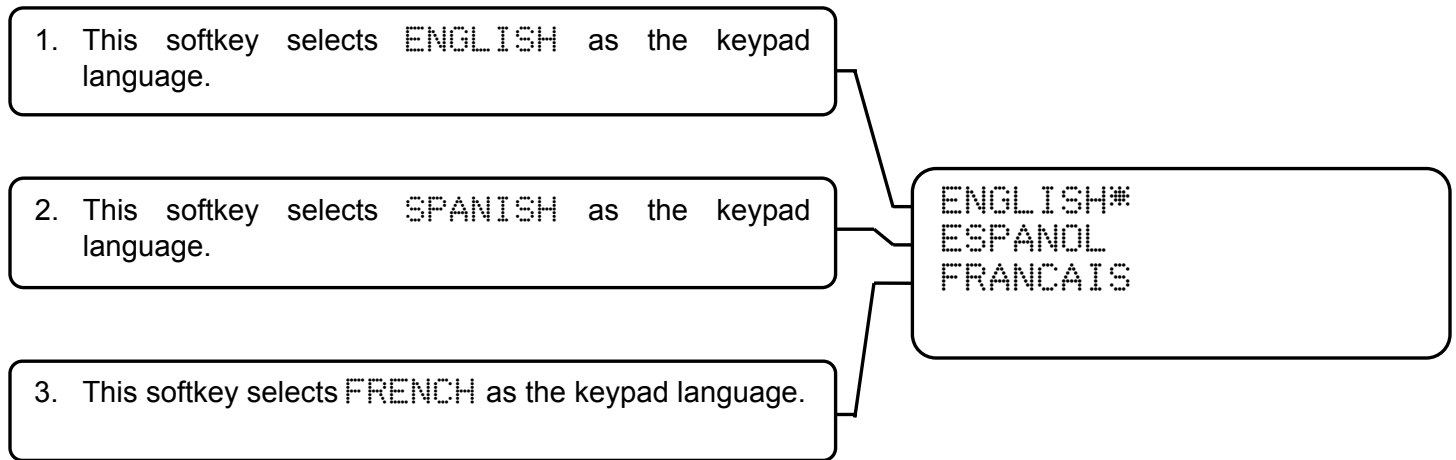 1. This softkey selects ENGLISH as the keypad
language.
2. This softkey selects SPANISH as the keypad
language.
3. This softkey selects FRENCH as the keypad language.
ENGLISH*
ESPANOL
FRANCAIS